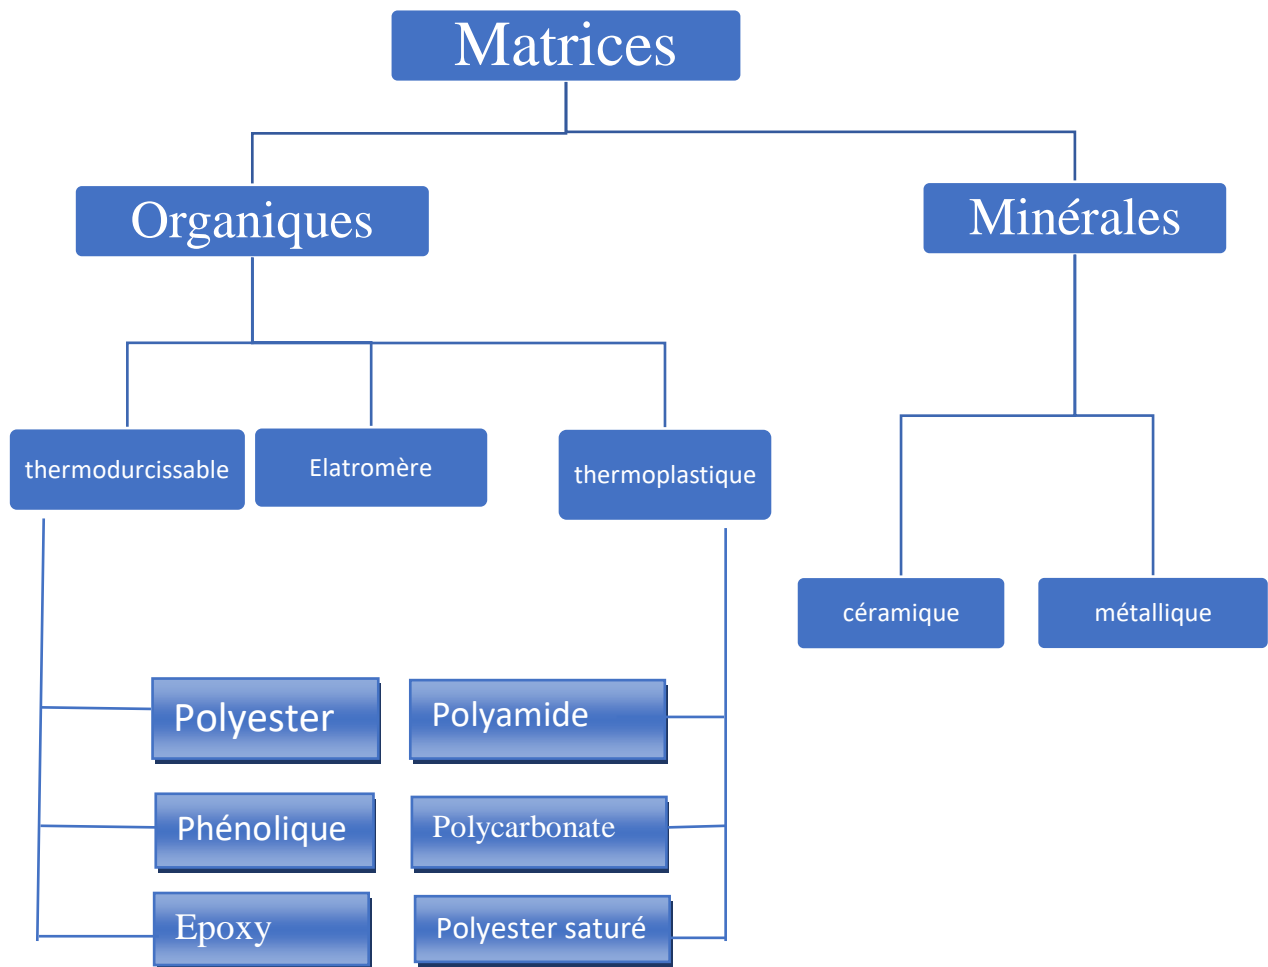 Matrices
Organiques
Minérales
thermodurcissable
Elatromère
thermoplastique
céramique
métallique
Polyester
Polyamide
Phénolique
Polycarbonate
Epoxy
Polyester saturé